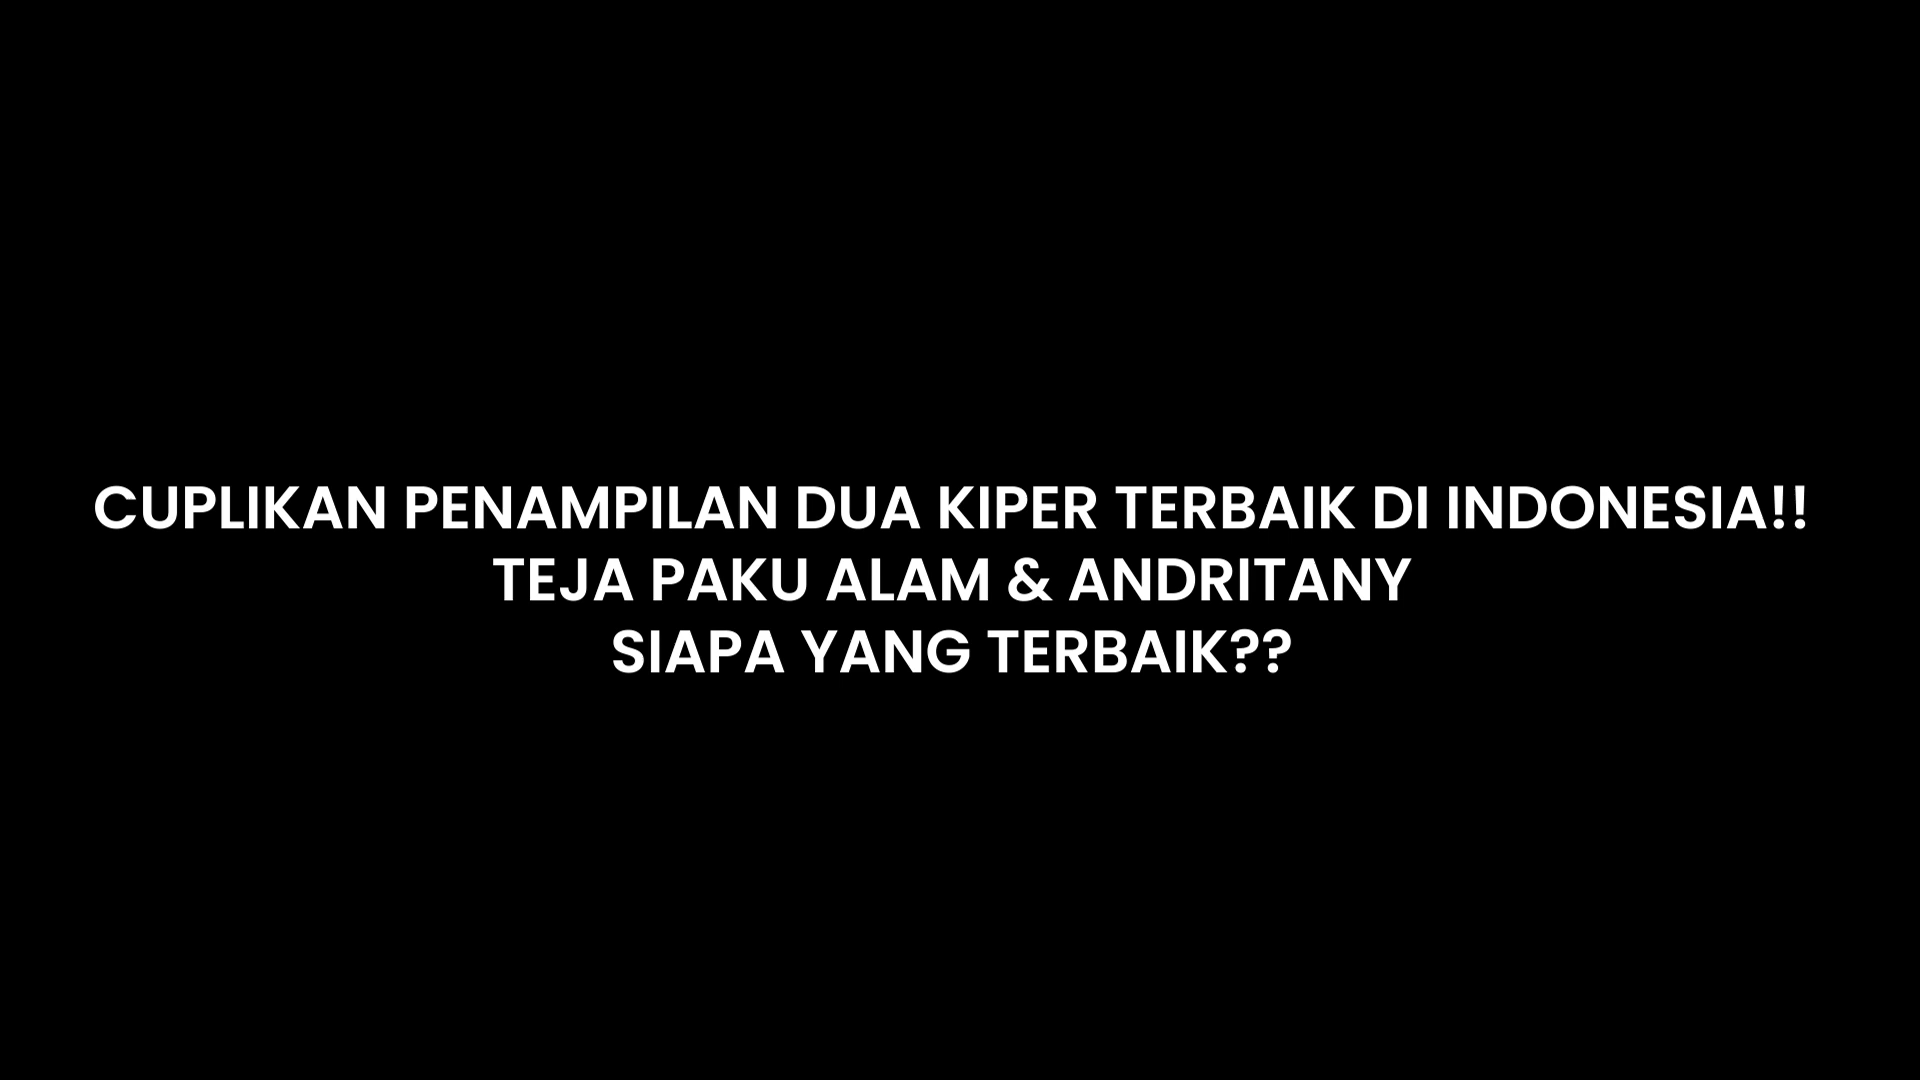 CUPLIKAN PENAMPILAN DUA KIPER TERBAIK DI INDONESIA!!
TEJA PAKU ALAM & ANDRITANY
SIAPA YANG TERBAIK??